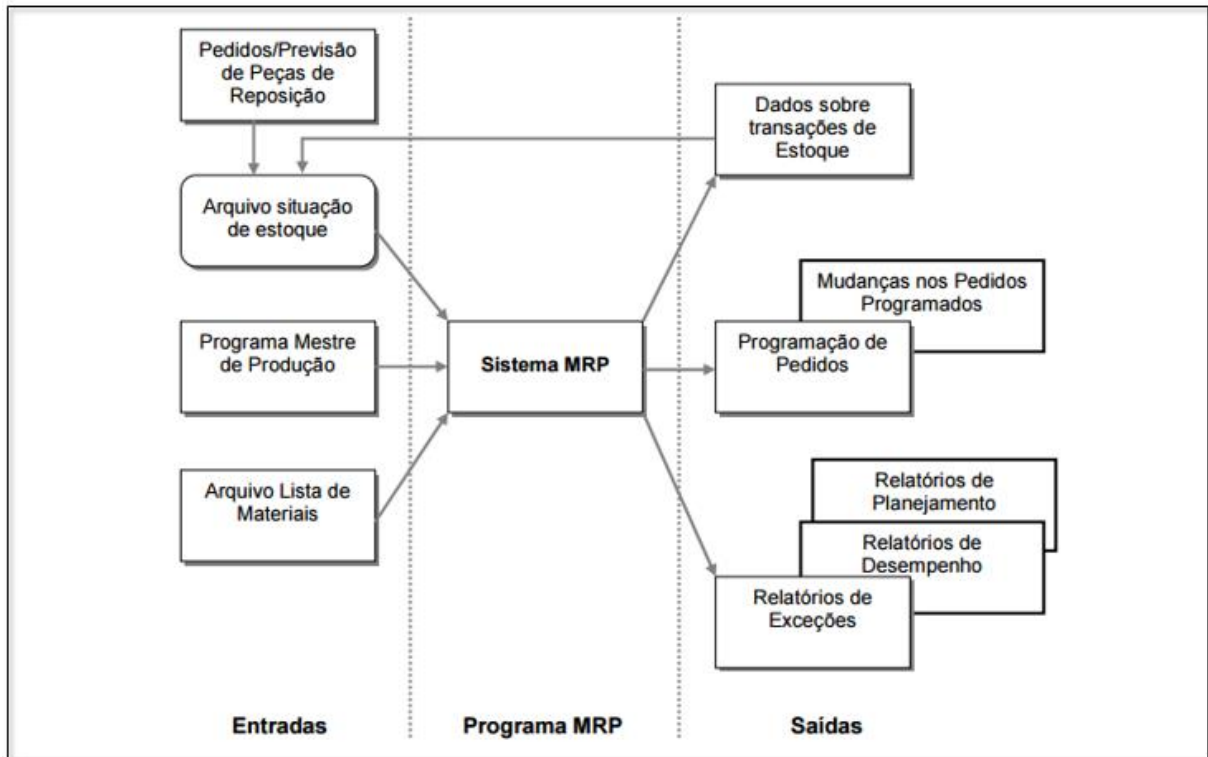 Pedidos/Previsão
de Peças de
Reposição
Dados sobre
transações de
Estoque
Arquivo situação
de estoque
Mudanças nos Pedidos
Programados
Programa Mestre
de Produção
Sistema MRP
Programação de
Pedidos
Arquivo Lista de
Materiais
Relatórios de
Planejamento
Relatórios de
Desempenho
Relatórios de
Exceções
Entradas
Programa MRP
Saídas